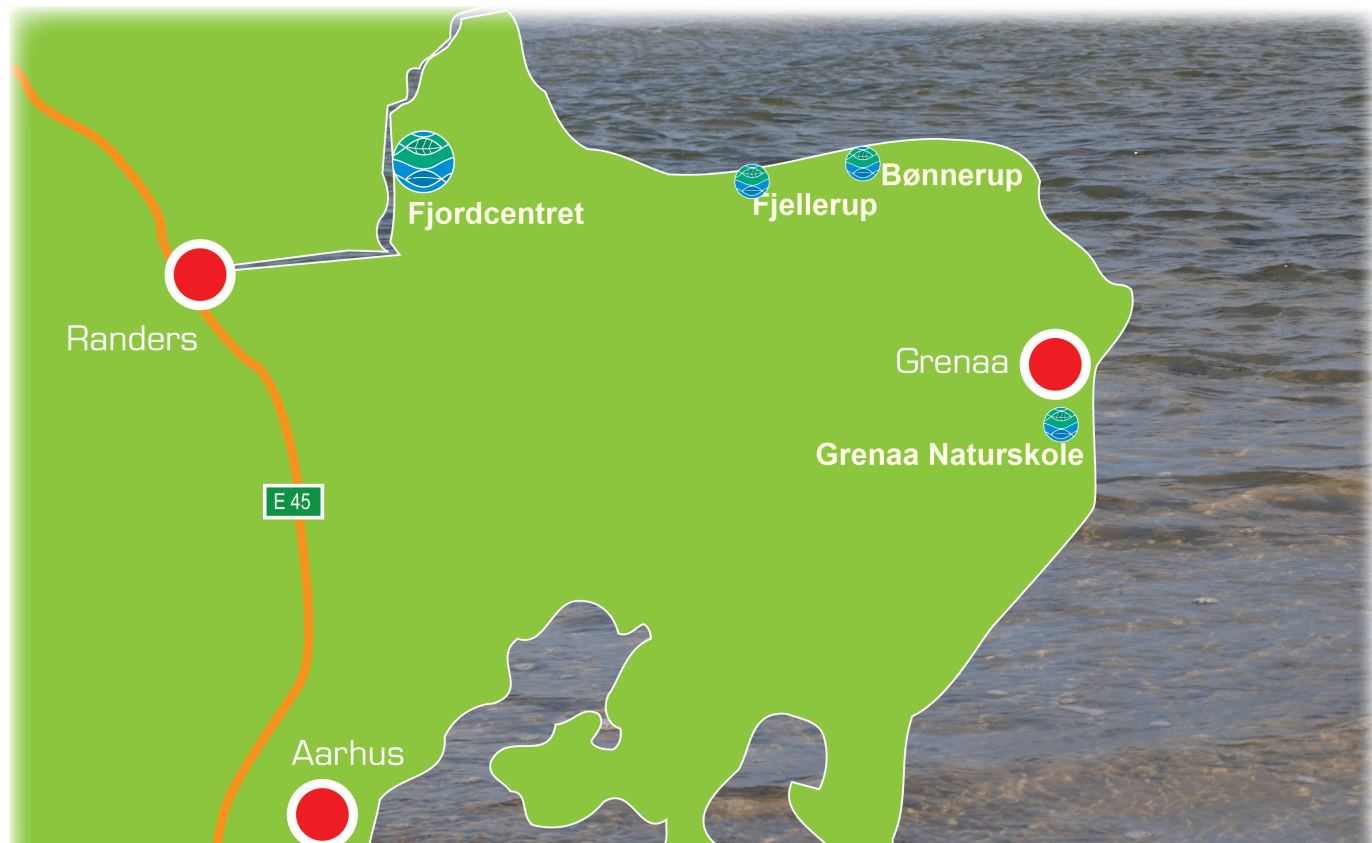 Bønnerup
Fjellerup
Fjordcentret
Randers
Grenaa
Grenaa Naturskole
E 45
Aarhus